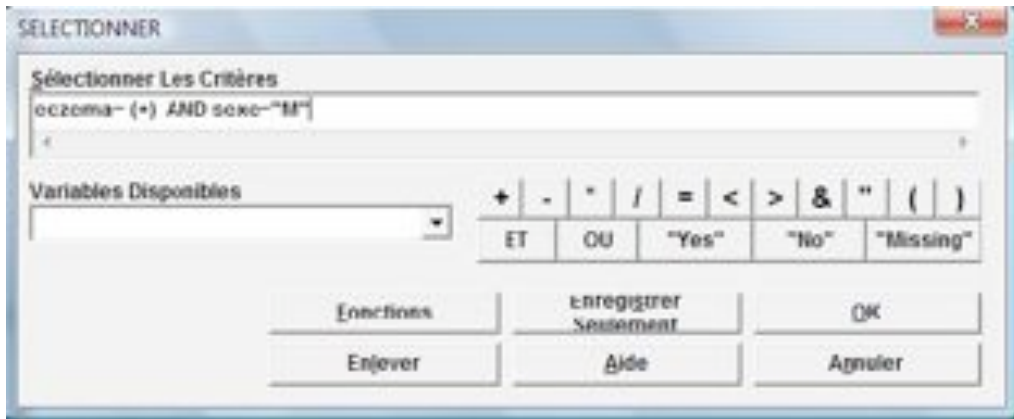 SELECTIONNER
Sélectionner Les Critères
eczema= (+) AND sexe="M"
Variables Disponibles
+ - * / = < > & " ( )
ET OU "Yes" "No" "Missing"
Fonctions Enregistrer Seulement OK
Enlever Aide Annuler